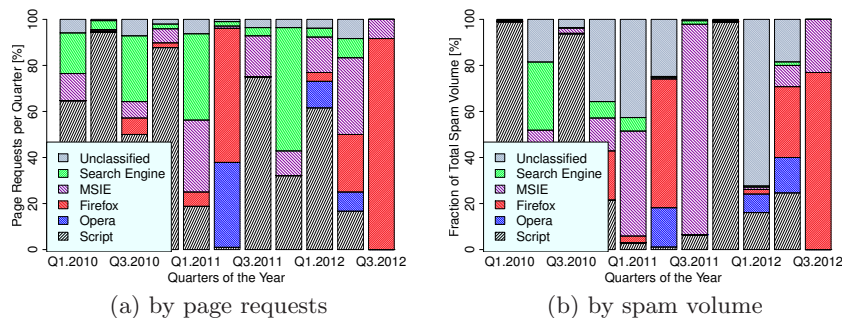 Page Requests per Quarter [%]
100
80
60
40
20
0
Unclassified
Search Engine
MSIE
Firefox
Opera
Script
Q1.2010 Q3.2010 Q1.2011 Q3.2011 Q1.2012 Q3.2012
Quarters of the Year
(a) by page requests
Fraction of Total Spam Volume [%]
100
80
60
40
20
0
Unclassified
Search Engine
MSIE
Firefox
Opera
Script
Q1.2010 Q3.2010 Q1.2011 Q3.2011 Q1.2012 Q3.2012
Quarters of the Year
(b) by spam volume